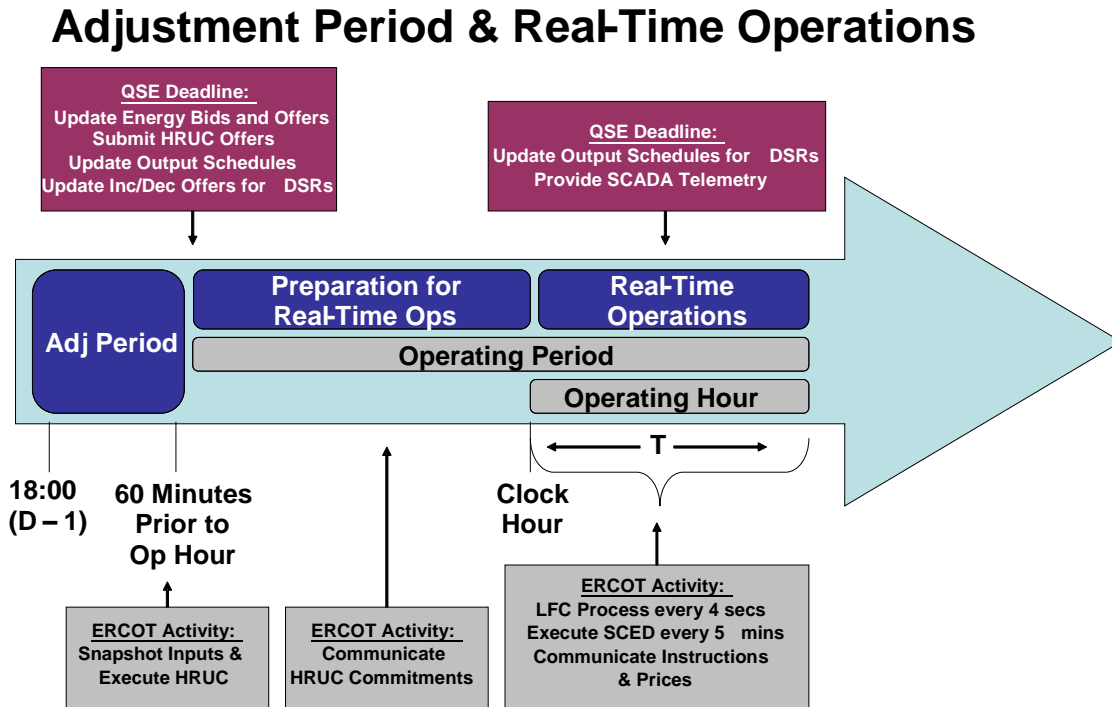 Adjustment Period & Real-Time Operations
QSE Deadline:
Update Energy Bids and Offers
Submit HRUC Offers
Update Output Schedules
Update Inc/Dec Offers for DSRs
QSE Deadline:
Update Output Schedules for DSRs
Provide SCADA Telemetry
Adj Period
Preparation for
Real-Time Ops
Real-Time
Operations
Operating Period
Operating Hour
T
18:00
(D – 1)
60 Minutes
Prior to
Op Hour
Clock
Hour
ERCOT Activity:
Snapshot Inputs &
Execute HRUC
ERCOT Activity:
Communicate
HRUC Commitments
ERCOT Activity:
LFC Process every 4 secs
Execute SCED every 5 mins
Communicate Instructions
& Prices